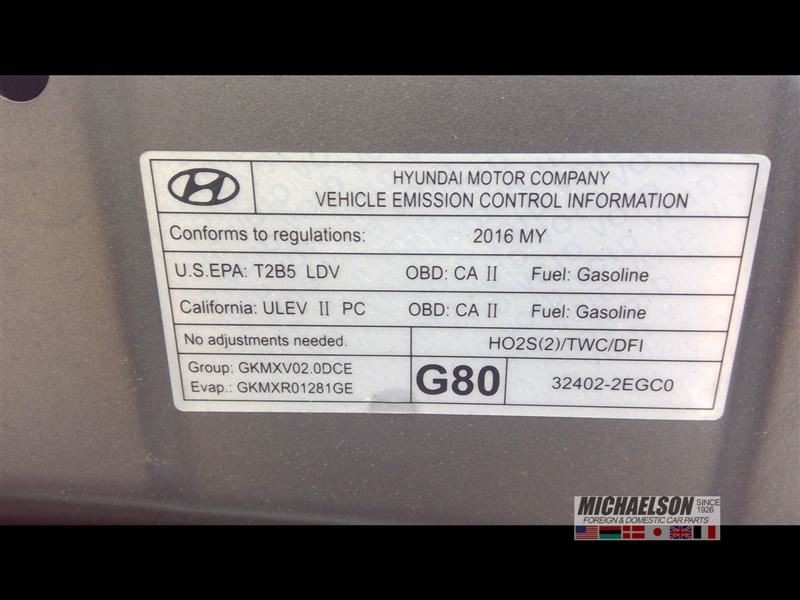 HYUNDAI MOTOR COMPANY
VEHICLE EMISSION CONTROL INFORMATION
Conforms to regulations: 2016 MY
U.S.EPA: T2B5 LDV OBD: CA II Fuel: Gasoline
California: ULEV II PC OBD: CA II Fuel: Gasoline
No adjustments needed. HO2S(2)/TWC/DFI
Group: GKMXV02.0DCE
Evap.: GKMXR01281GE
G80 32402-2EGC0
MICHAELSON SINCE 1926
FOREIGN & DOMESTIC CAR PARTS